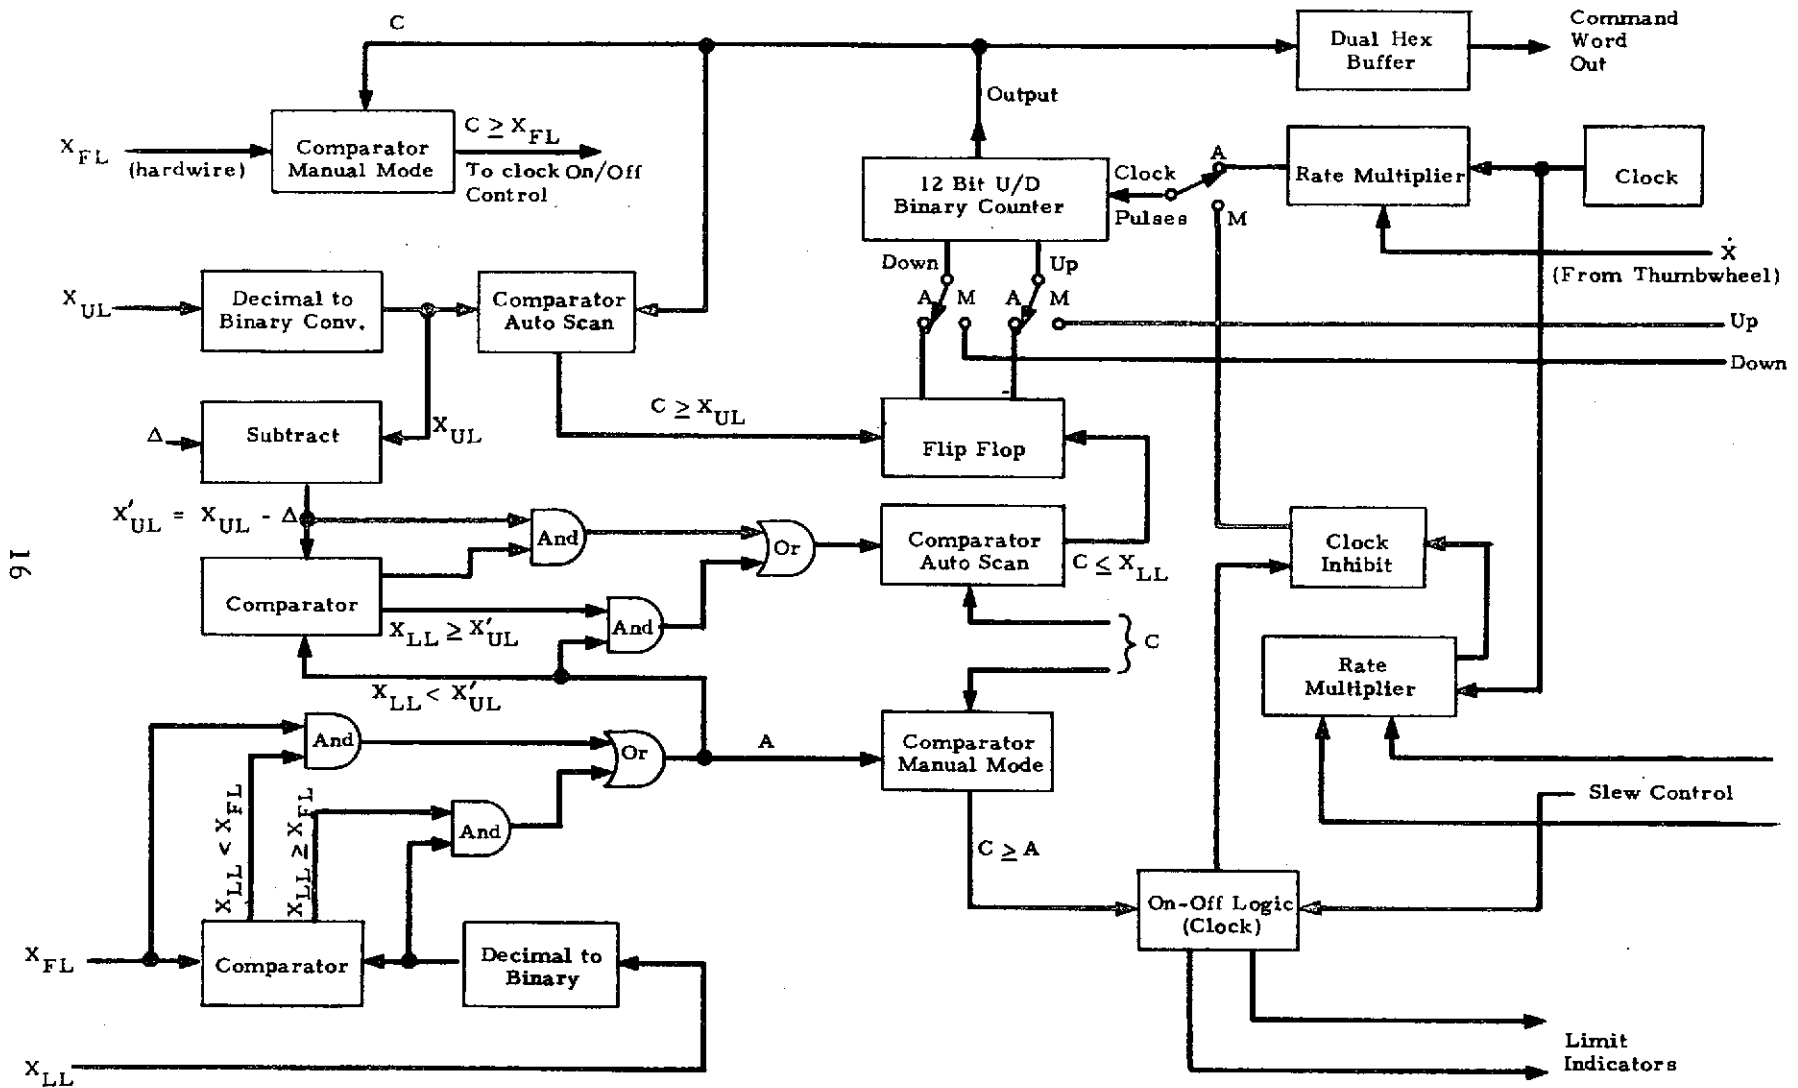 C
Dual Hex
Buffer
Command
Word
Out
Output
X_FL
(hardwire)
Comparator
Manual Mode
C ≥ X_FL
To clock On/Off
Control
12 Bit U/D
Binary Counter
Clock
Pulses
A
M
Rate Multiplier
Clock
Ẋ
(From Thumbwheel)
Down
Up
A M A M
Up
Down
X_UL
Decimal to
Binary Conv.
Comparator
Auto Scan
Δ
Subtract
X_UL
C ≥ X_UL
Flip Flop
X'_UL = X_UL - Δ
And
Or
Comparator
Auto Scan
C ≤ X_LL
Clock
Inhibit
Comparator
X_LL ≥ X'_UL
And
C
X_LL < X'_UL
Rate
Multiplier
And
Or
A
Comparator
Manual Mode
Slew Control
X_LL < X_FL
X_LL ≥ X_FL
And
C ≥ A
On-Off Logic
(Clock)
X_FL
Comparator
Decimal to
Binary
X_LL
Limit
Indicators
16